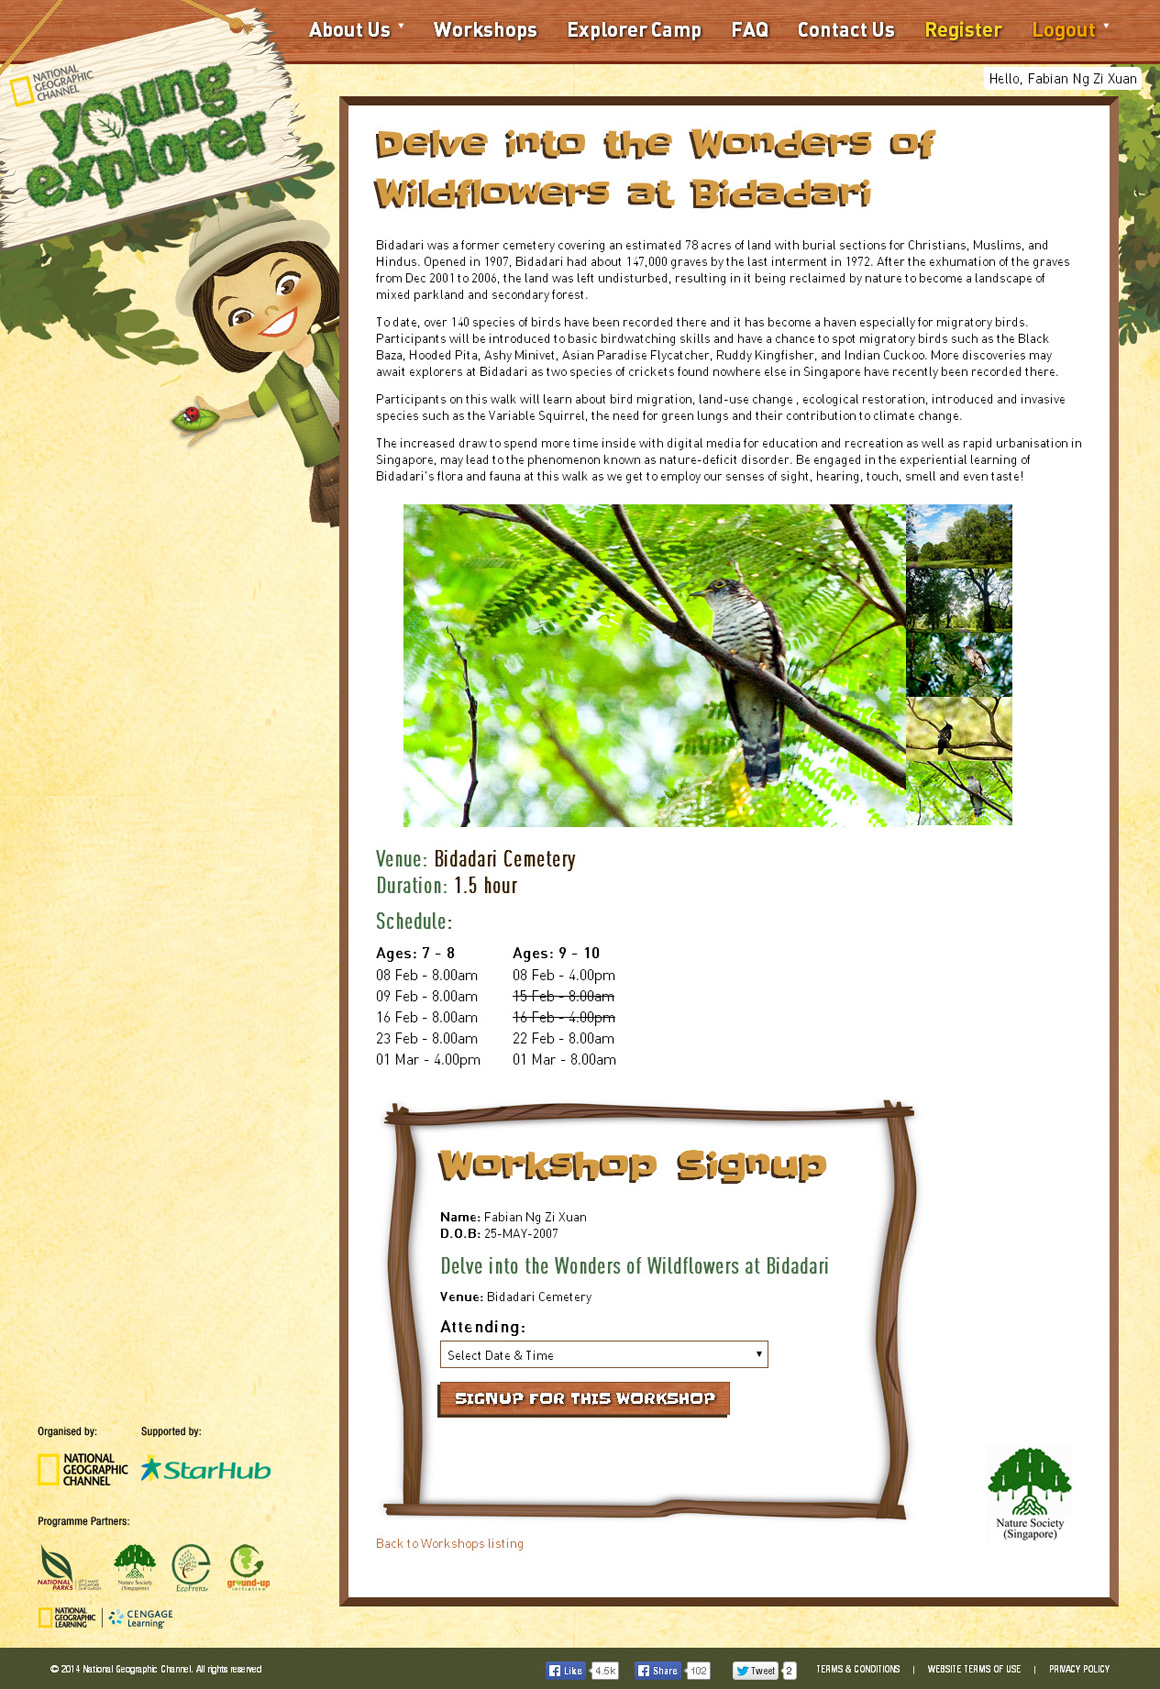 About Us ▼ Workshops Explorer Camp FAQ Contact Us Register Logout ▼
Hello, Fabian Ng Zi Xuan
NATIONAL
GEOGRAPHIC
CHANNEL
young
explorer
Delve into the Wonders of
Wildflowers at Bidadari
Bidadari was a former cemetery covering an estimated 78 acres of land with burial sections for Christians, Muslims, and
Hindus. Opened in 1907, Bidadari had about 147,000 graves by the last interment in 1972. After the exhumation of the graves
from Dec 2001 to 2006, the land was left undisturbed, resulting in it being reclaimed by nature to become a landscape of
mixed parkland and secondary forest.
To date, over 140 species of birds have been recorded there and it has become a haven especially for migratory birds.
Participants will be introduced to basic birdwatching skills and have a chance to spot migratory birds such as the Black
Baza, Hooded Pita, Ashy Minivet, Asian Paradise Flycatcher, Ruddy Kingfisher, and Indian Cuckoo. More discoveries may
await explorers at Bidadari as two species of crickets found nowhere else in Singapore have recently been recorded there.
Participants on this walk will learn about bird migration, land-use change , ecological restoration, introduced and invasive
species such as the Variable Squirrel, the need for green lungs and their contribution to climate change.
The increased draw to spend more time inside with digital media for education and recreation as well as rapid urbanisation in
Singapore, may lead to the phenomenon known as nature-deficit disorder. Be engaged in the experiential learning of
Bidadari's flora and fauna at this walk as we get to employ our senses of sight, hearing, touch, smell and even taste!
Venue: Bidadari Cemetery
Duration: 1.5 hour
Schedule:
Ages: 7 - 8 Ages: 9 - 10
08 Feb - 8.00am 08 Feb - 4.00pm
09 Feb - 8.00am 15 Feb - 8.00am
16 Feb - 8.00am 16 Feb - 4.00pm
23 Feb - 8.00am 22 Feb - 8.00am
01 Mar - 4.00pm 01 Mar - 8.00am
Workshop Signup
Name: Fabian Ng Zi Xuan
D.O.B: 25-MAY-2007
Delve into the Wonders of Wildflowers at Bidadari
Venue: Bidadari Cemetery
Attending:
Select Date & Time ▼
SIGNUP FOR THIS WORKSHOP
Nature Society
(Singapore)
Back to Workshops listing
Organised by: Supported by:
NATIONAL
GEOGRAPHIC
CHANNEL
StarHub
Programme Partners:
NATIONAL PARKS
Nature Society
(Singapore)
EcoFrenz
ground-up
initiative
NATIONAL
GEOGRAPHIC
LEARNING
CENGAGE
Learning
© 2014 National Geographic Channel. All rights reserved
Like 4.5k Share 102 Tweet 2 TERMS & CONDITIONS | WEBSITE TERMS OF USE | PRIVACY POLICY